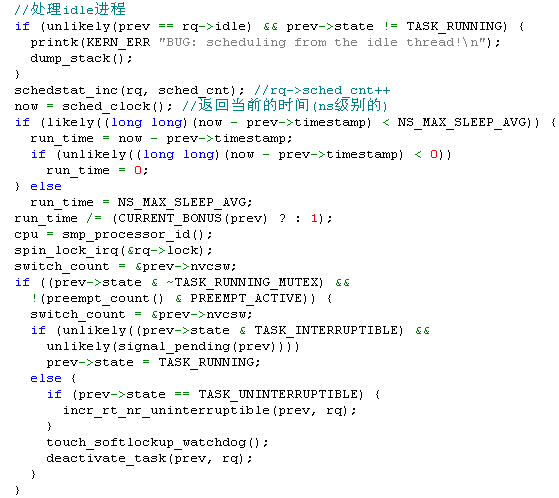 //处理idle进程
if (unlikely(prev == rq->idle) && prev->state != TASK_RUNNING) {
  printk(KERN_ERR "BUG: scheduling from the idle thread!\n");
  dump_stack();
}
schedstat_inc(rq, sched_cnt); //rq->sched_cnt++
now = sched_clock(); //返回当前的时间(ns级别的)
if (likely((long long)(now - prev->timestamp) < NS_MAX_SLEEP_AVG)) {
  run_time = now - prev->timestamp;
  if (unlikely((long long)(now - prev->timestamp) < 0))
    run_time = 0;
} else
  run_time = NS_MAX_SLEEP_AVG;
run_time /= (CURRENT_BONUS(prev) ? : 1);
cpu = smp_processor_id();
spin_lock_irq(&rq->lock);
switch_count = &prev->nvcsw;
if ((prev->state & ~TASK_RUNNING_MUTEX) &&
  !(preempt_count() & PREEMPT_ACTIVE)) {
  switch_count = &prev->nvcsw;
  if (unlikely((prev->state & TASK_INTERRUPTIBLE) &&
    unlikely(signal_pending(prev))))
    prev->state = TASK_RUNNING;
  else {
    if (prev->state == TASK_UNINTERRUPTIBLE) {
      incr_rt_nr_uninterruptible(prev, rq);
    }
    touch_softlockup_watchdog();
    deactivate_task(prev, rq);
  }
}